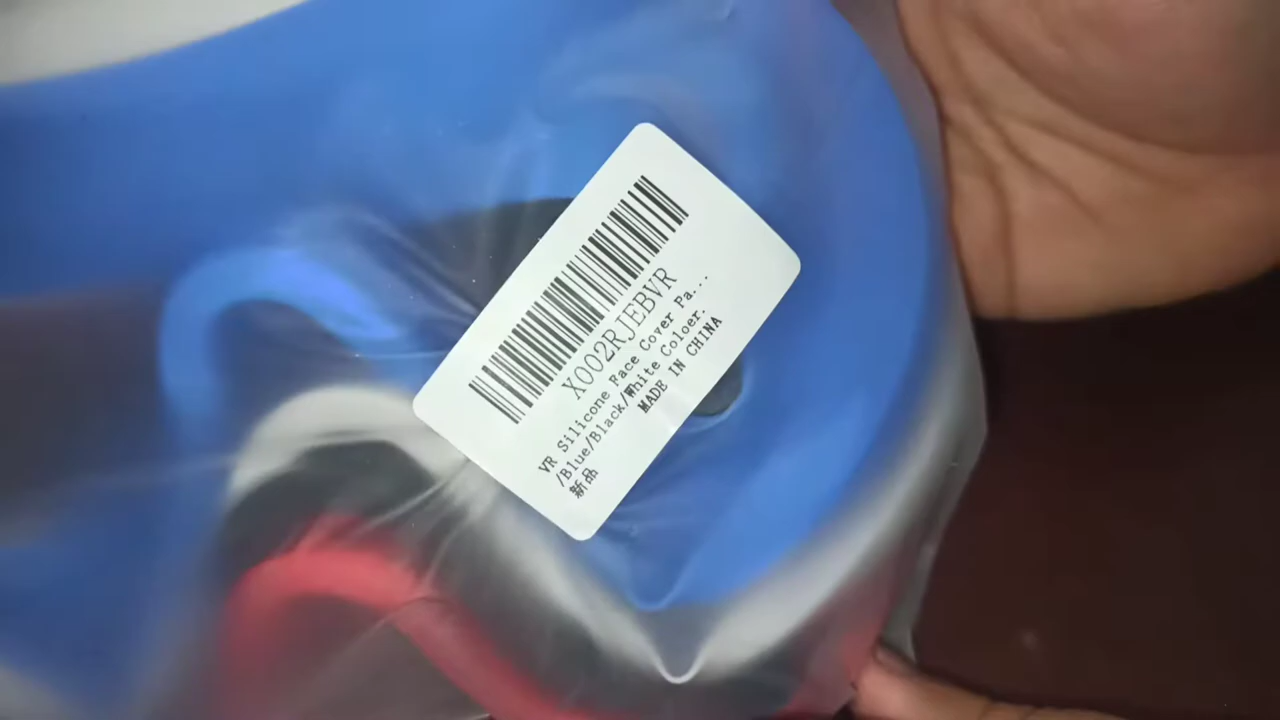 X002RJEBVR
VR Silicone Face Cover Pa...
/Blue/Black/White Coloer.
MADE IN CHINA
新品